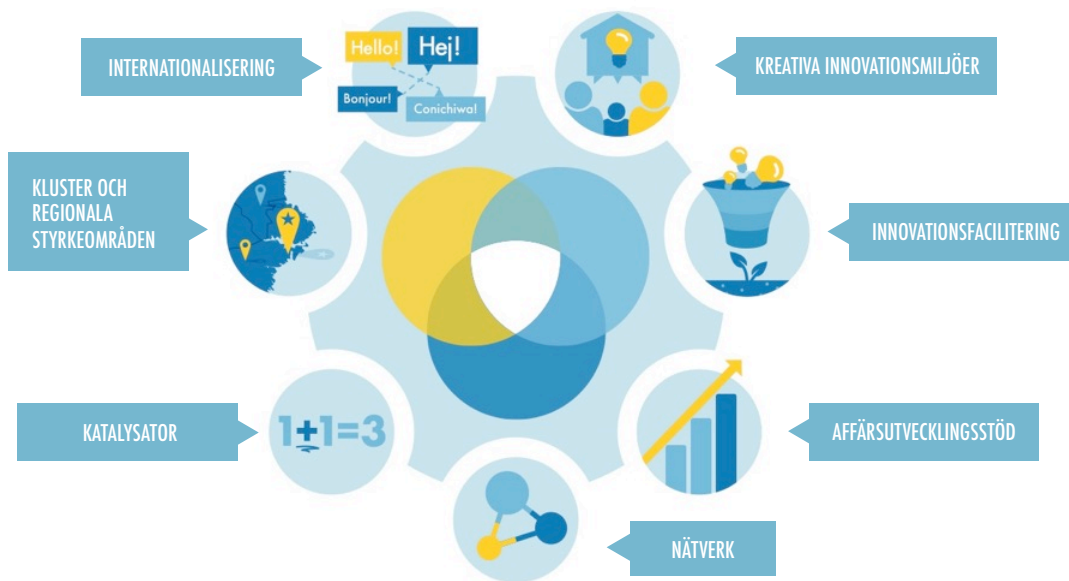 INTERNATIONALISERING
Hello!
Hej!
Bonjour!
Conichiwa!
KREATIVA INNOVATIONSMILJÖER
KLUSTER OCH
REGIONALA
STYRKEOMRÅDEN
INNOVATIONSFACILITERING
KATALYSATOR
1+1=3
AFFÄRSUTVECKLINGSSTÖD
NÄTVERK